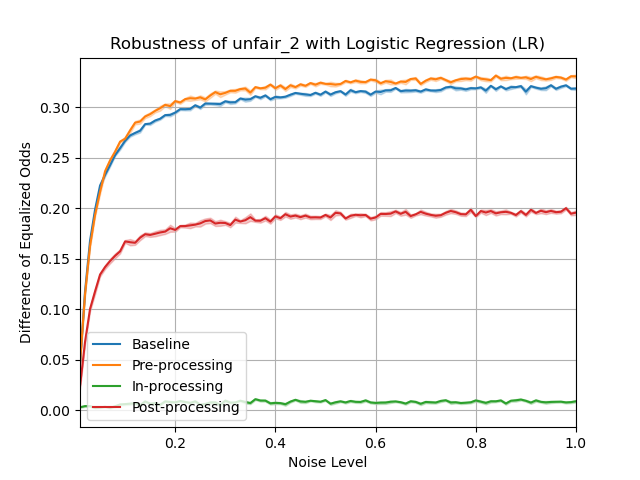 Robustness of unfair_2 with Logistic Regression (LR)
Difference of Equalized Odds
0.30
0.25
0.20
0.15
0.10
0.05
0.00
Baseline
Pre-processing
In-processing
Post-processing
0.2
0.4
0.6
0.8
1.0
Noise Level